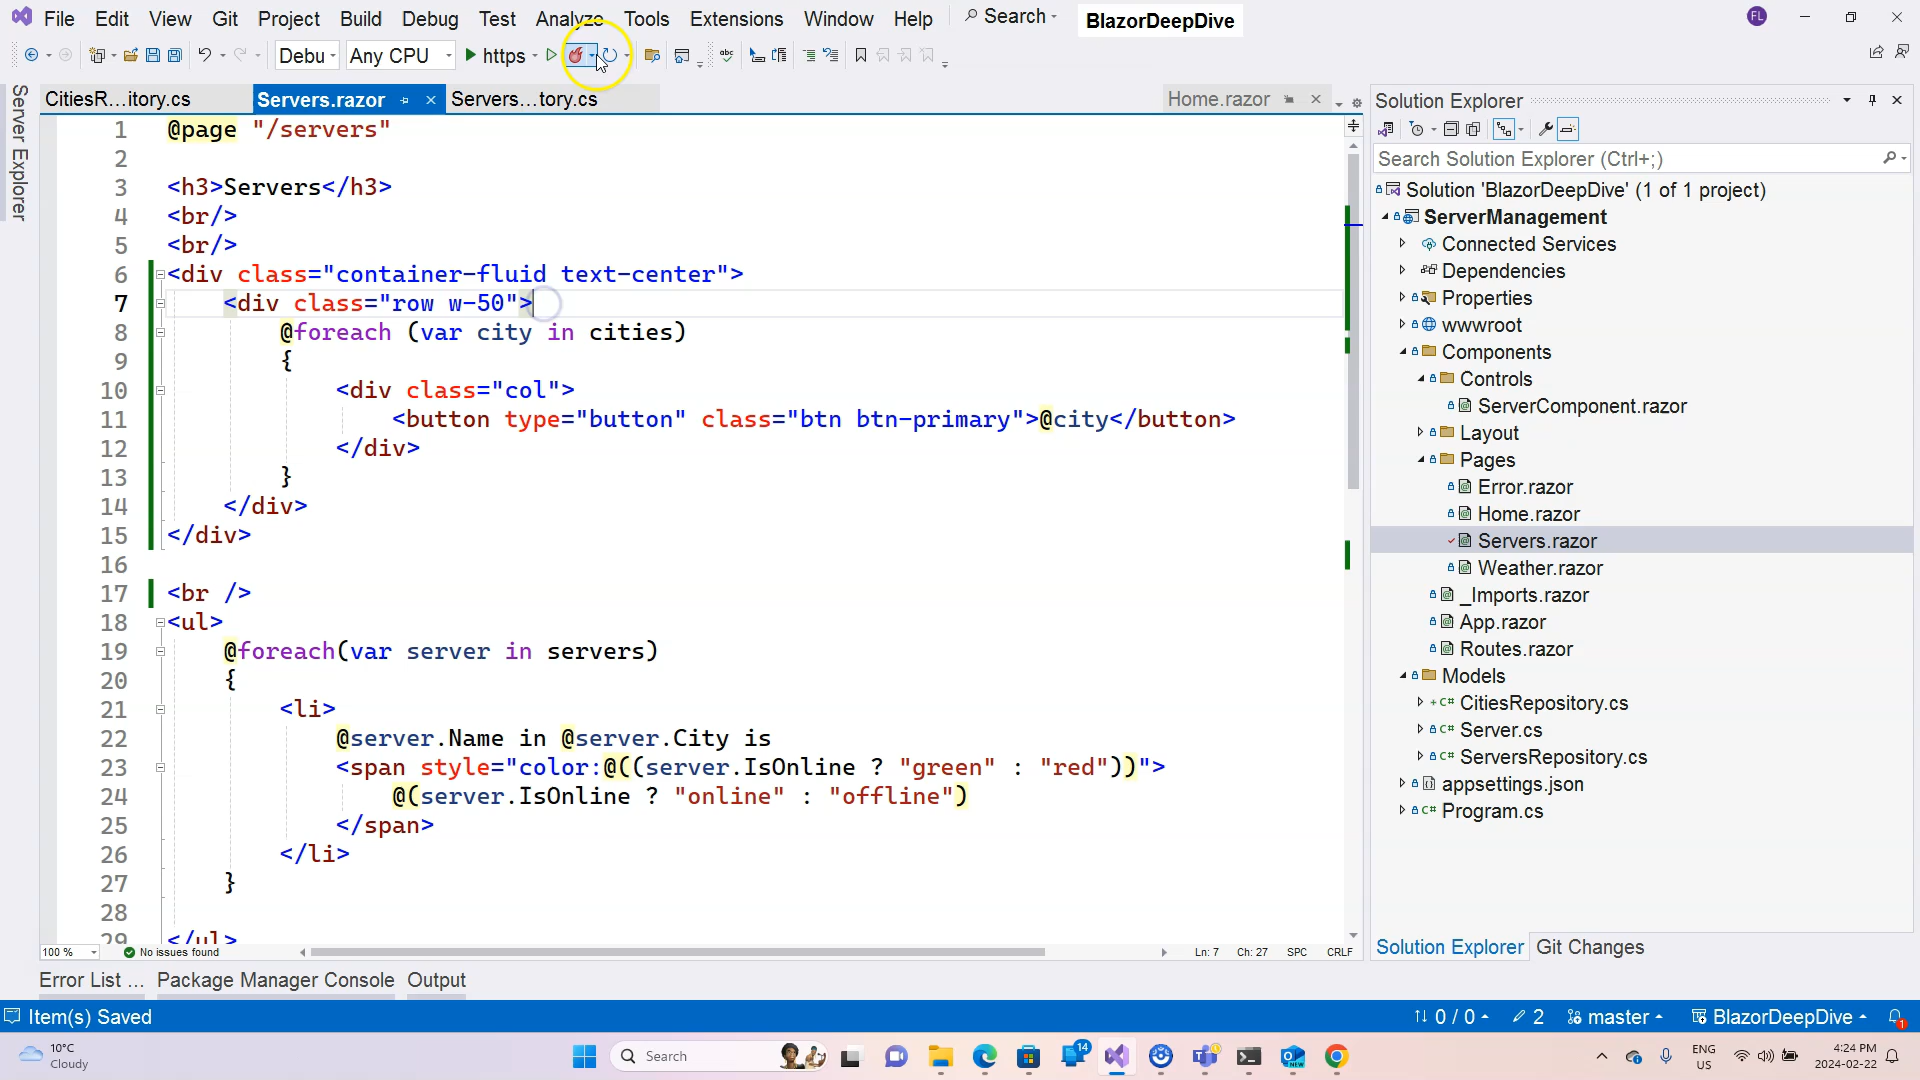 File Edit View Git Project Build Debug Test Analyze Tools Extensions Window Help Search BlazorDeepDive FL
Debu Any CPU https
CitiesR...itory.cs Servers.razor Servers...tory.cs Home.razor
Server Explorer
1 @page "/servers"
2
3 <h3>Servers</h3>
4 <br/>
5 <br/>
6 <div class="container-fluid text-center">
7 <div class="row w-50">
8 @foreach (var city in cities)
9 {
10 <div class="col">
11 <button type="button" class="btn btn-primary">@city</button>
12 </div>
13 }
14 </div>
15 </div>
16
17 <br />
18 <ul>
19 @foreach(var server in servers)
20 {
21 <li>
22 @server.Name in @server.City is
23 <span style="color:@((server.IsOnline ? "green" : "red"))">
24 @(server.IsOnline ? "online" : "offline")
25 </span>
26 </li>
27 }
28
29 </ul>
100 % No issues found Ln: 7 Ch: 27 SPC CRLF
Solution Explorer
Search Solution Explorer (Ctrl+;)
Solution 'BlazorDeepDive' (1 of 1 project)
ServerManagement
Connected Services
Dependencies
Properties
wwwroot
Components
Controls
ServerComponent.razor
Layout
Pages
Error.razor
Home.razor
Servers.razor
Weather.razor
_Imports.razor
App.razor
Routes.razor
Models
CitiesRepository.cs
Server.cs
ServersRepository.cs
appsettings.json
Program.cs
Solution Explorer Git Changes
Error List ... Package Manager Console Output
Item(s) Saved 0 / 0 2 master BlazorDeepDive 1
10°C
Cloudy
Search
14
ENG
US
4:24 PM
2024-02-22